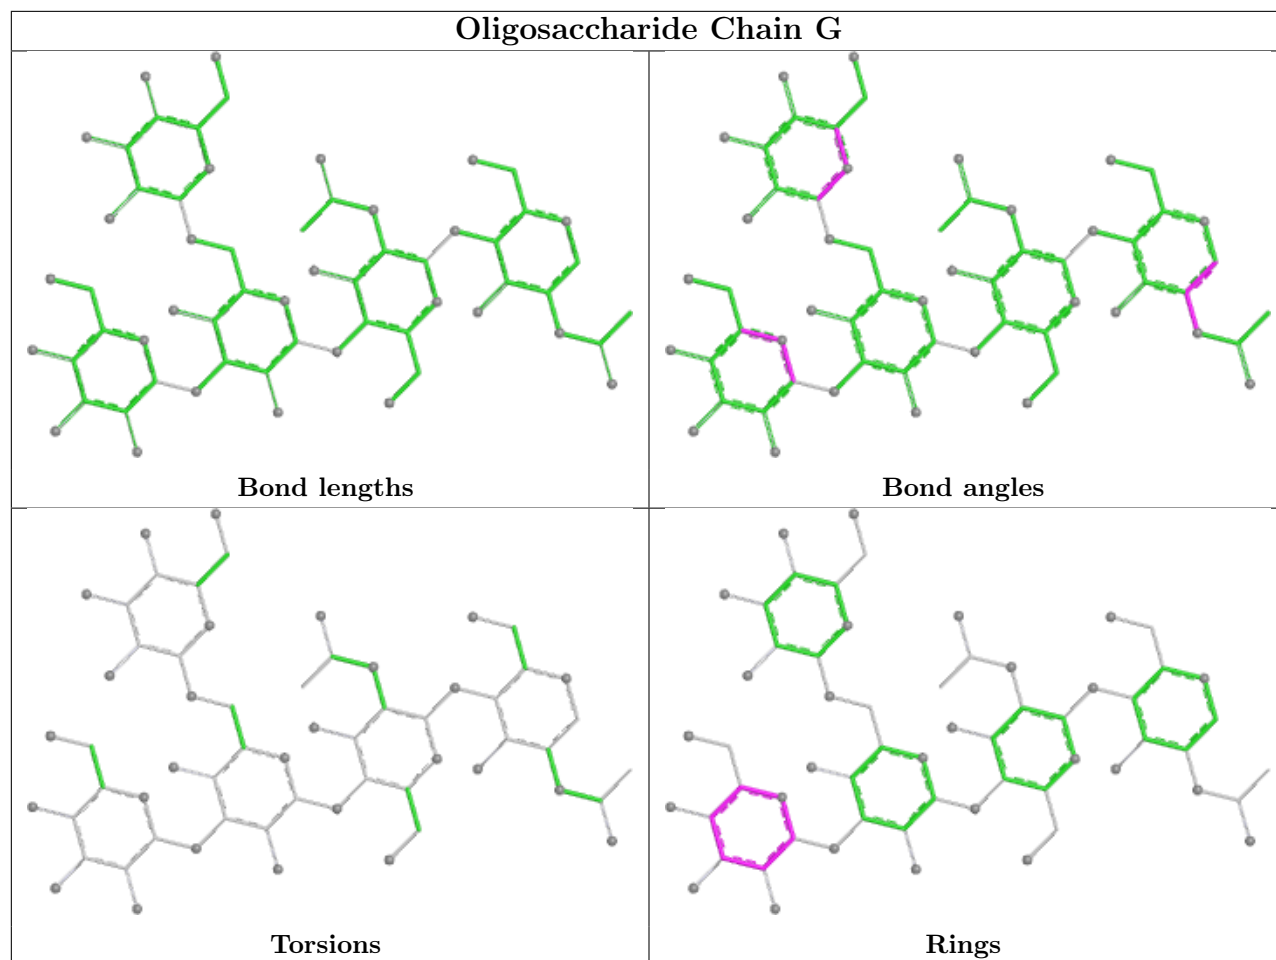 Oligosaccharide Chain G
Bond lengths
Bond angles
Torsions
Rings